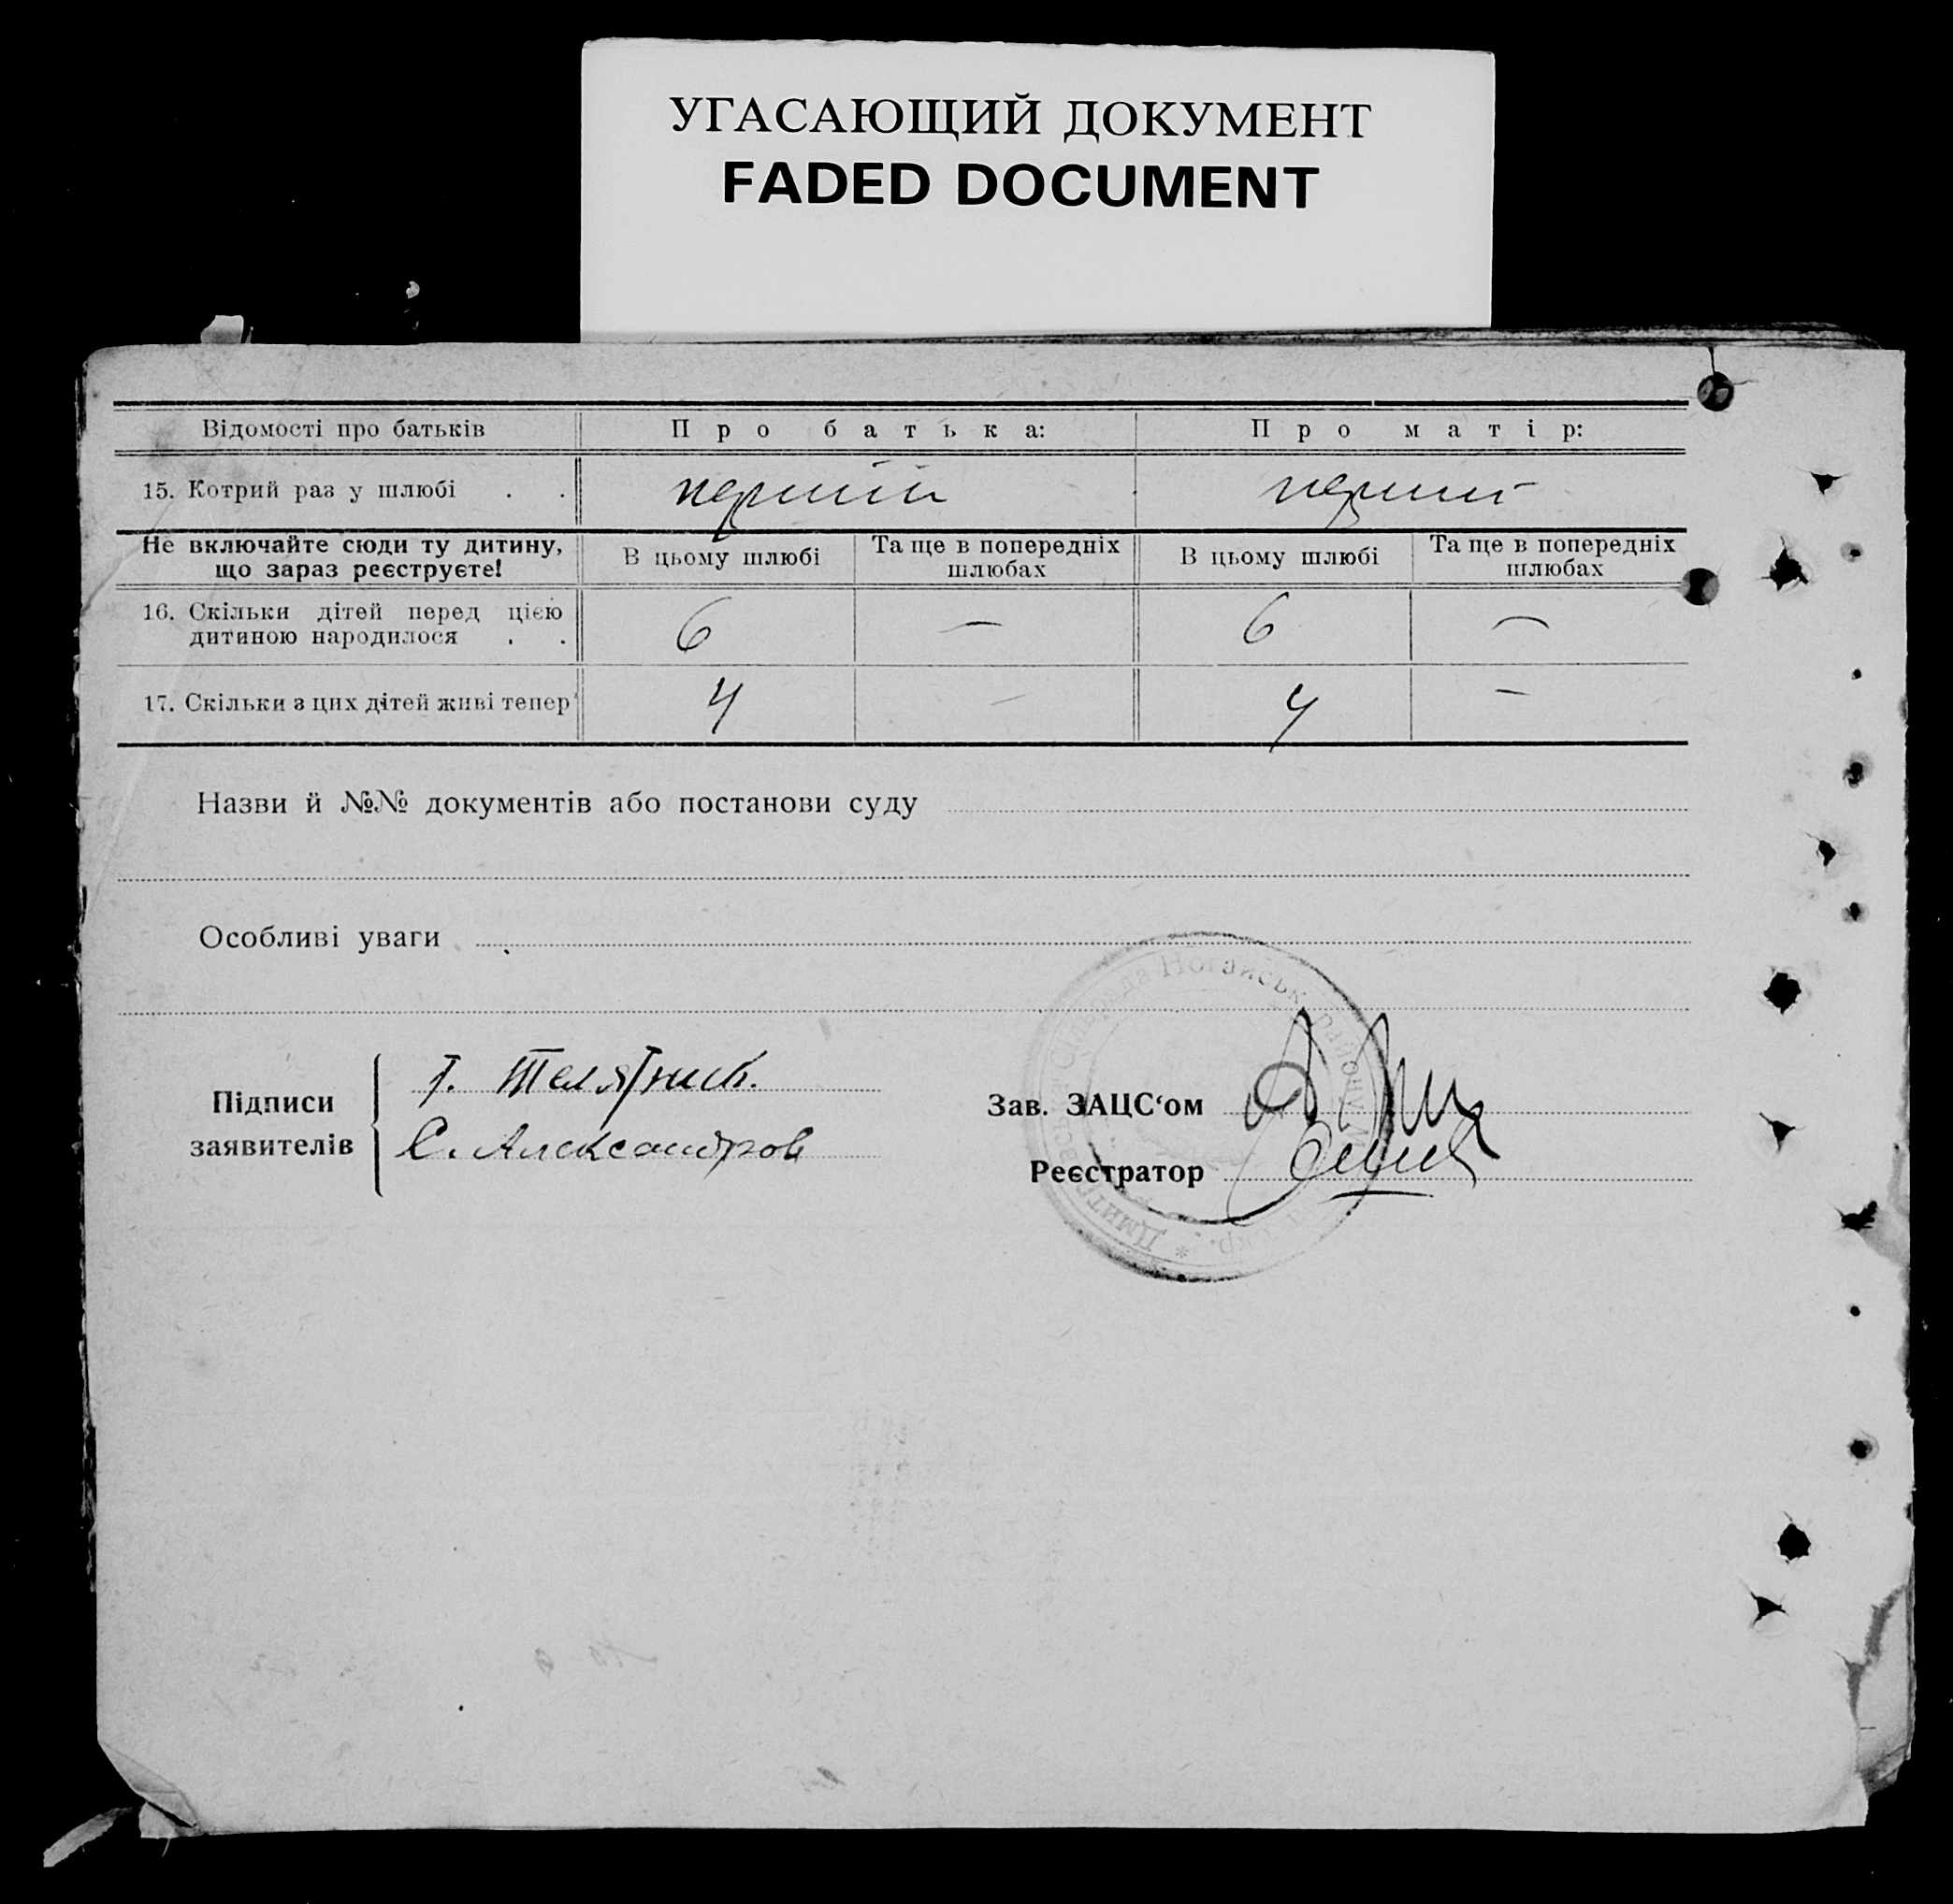 УГАСАЮЩИЙ ДОКУМЕНТ
FADED DOCUMENT
Відомості про батьків Про батька: Про матір:
15. Котрий раз у шлюбі . . перший перший
Не включайте сюди ту дитину, що зараз реєструєте! В цьому шлюбі Та ще в попередніх шлюбах В цьому шлюбі Та ще в попередніх шлюбах
16. Скільки дітей перед цією дитиною народилося . . 6 — 6 —
17. Скільки з цих дітей живі тепер 4 — 4 —
Назви й №№ документів або постанови суду
Особливі уваги
Підписи заявителів
С. Александров
Зав. ЗАЦС‘ом
Реєстратор
Ногайськ. району